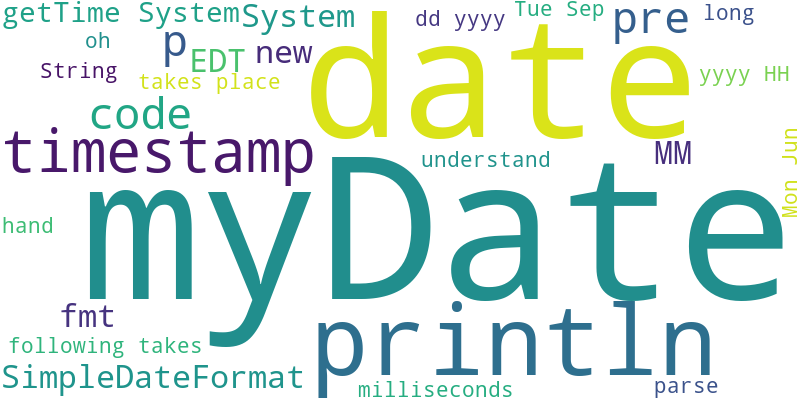 getTime System
System
dd yyyy
Tue Sep
pre
long
oh
p
EDT
new
date
String
takes place
yyyy HH
code
timestamp
understand
MM
Mon Jun
myDate
hand
fmt
println
following takes
SimpleDateFormat
milliseconds
parse